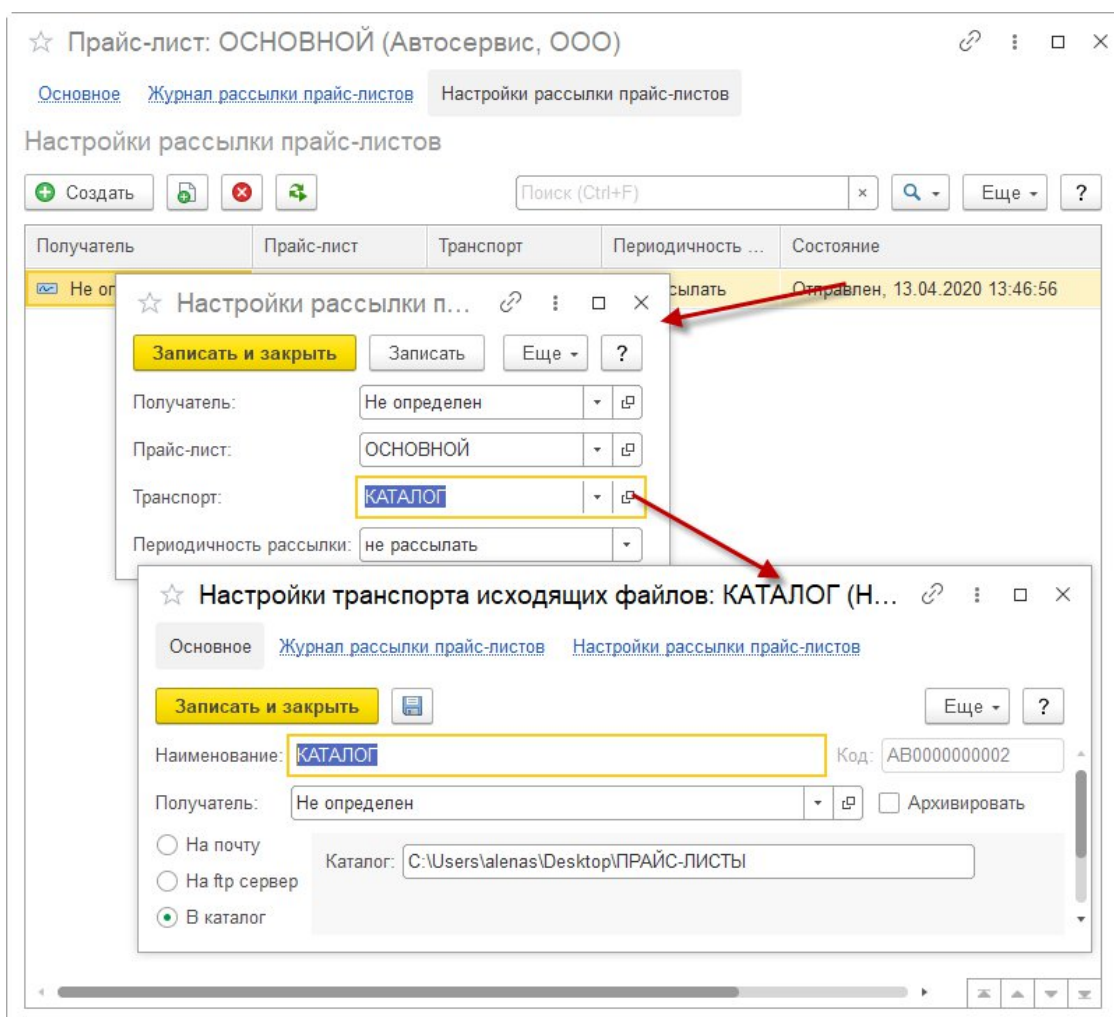 Прайс-лист: ОСНОВНОЙ (Автосервис, ООО)
Основное Журнал рассылки прайс-листов Настройки рассылки прайс-листов
Настройки рассылки прайс-листов
Создать Поиск (Ctrl+F) × Еще ?
Получатель Прайс-лист Транспорт Периодичность ... Состояние
Не оп сылать Отправлен, 13.04.2020 13:46:56
Настройки рассылки п...
Записать и закрыть Записать Еще ?
Получатель: Не определен
Прайс-лист: ОСНОВНОЙ
Транспорт: КАТАЛОГ
Периодичность рассылки: не рассылать
Настройки транспорта исходящих файлов: КАТАЛОГ (Н...
Основное Журнал рассылки прайс-листов Настройки рассылки прайс-листов
Записать и закрыть Еще ?
Наименование: КАТАЛОГ Код: АВ0000000002
Получатель: Не определен Архивировать
На почту
Каталог: C:\Users\alenas\Desktop\ПРАЙС-ЛИСТЫ
На ftp сервер
В каталог